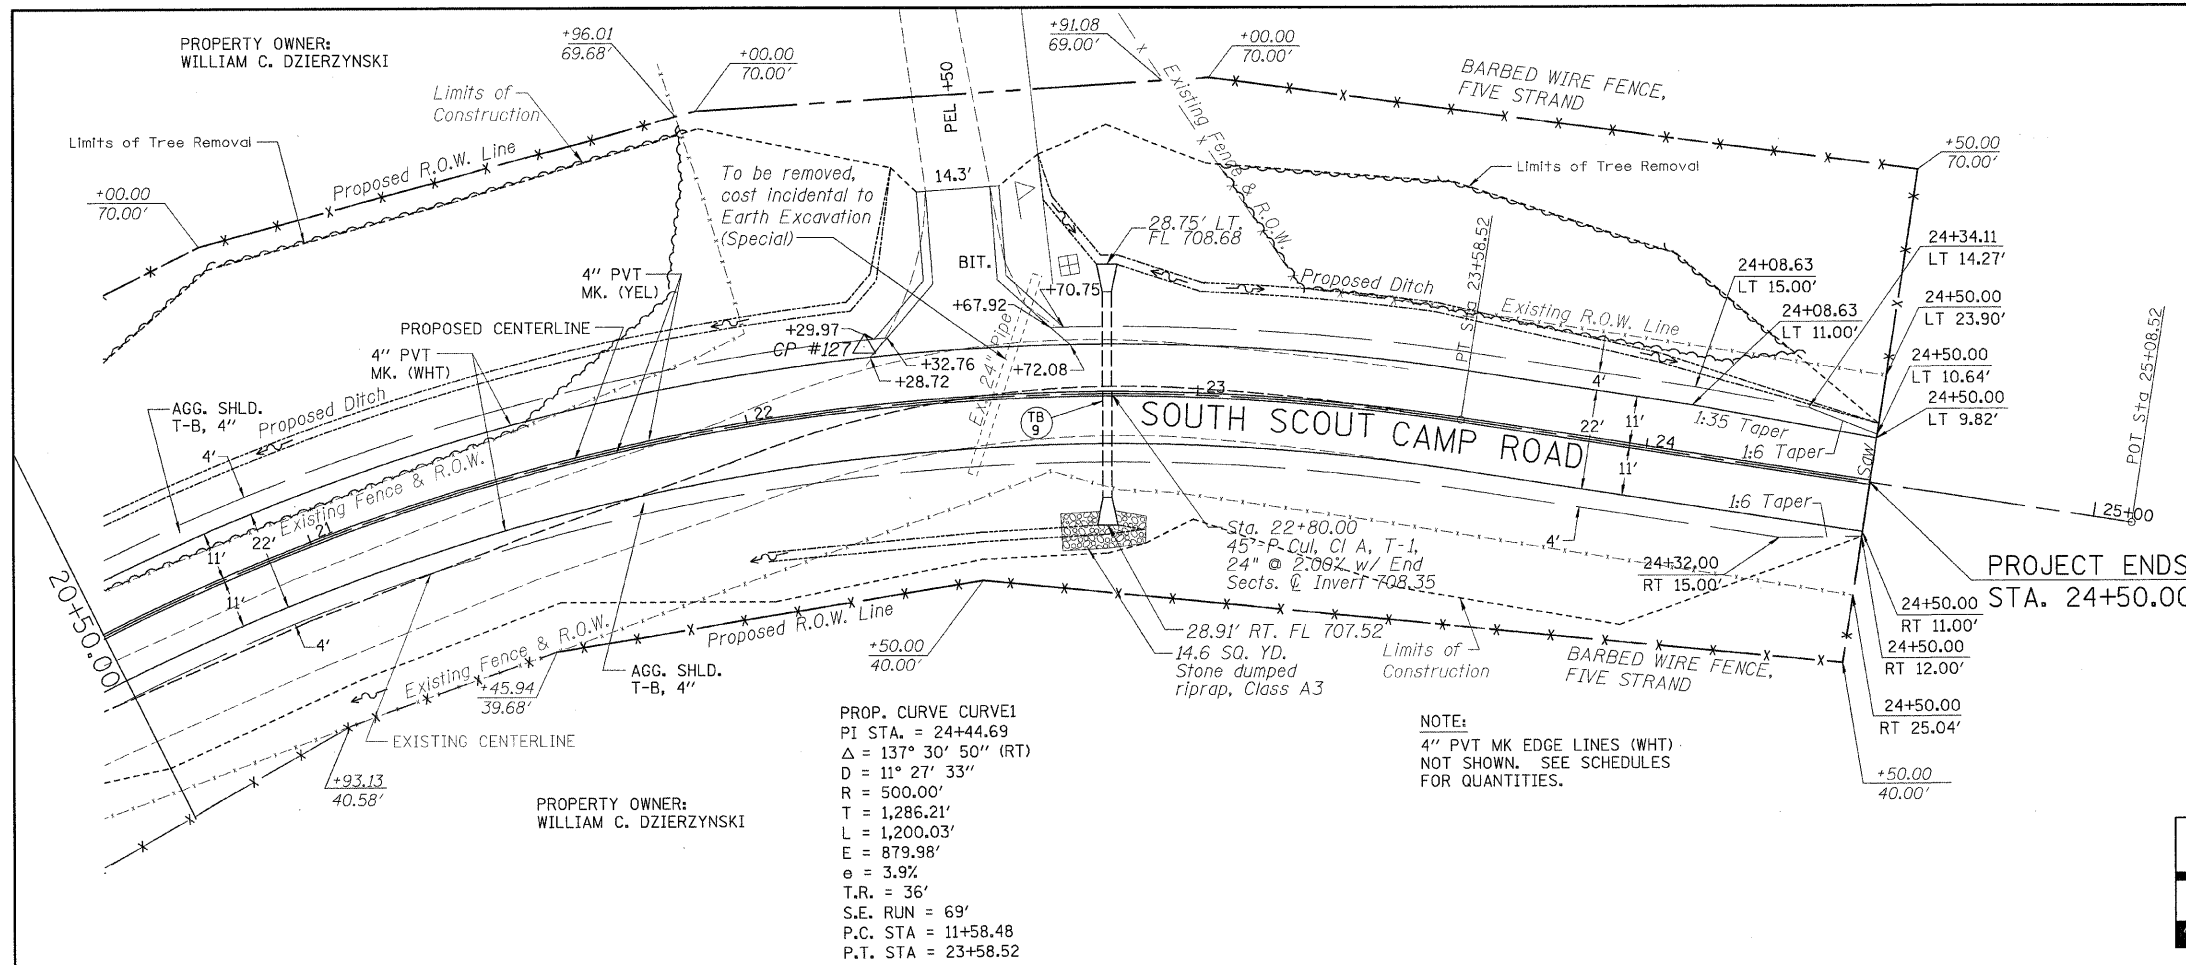 PROPERTY OWNER:
WILLIAM C. DZIERZYNSKI
+96.01
69.68'
+00.00
70.00'
PEL +50
+91.08
69.00'
+00.00
70.00'
BARBED WIRE FENCE,
FIVE STRAND
Limits of
Construction
Limits of Tree Removal
Proposed R.O.W. Line
+00.00
70.00'
To be removed,
cost incidental to
Earth Excavation
(Special)
14.3'
Existing Fence & R.O.W.
Limits of Tree Removal
+50.00
70.00'
28.75' LT.
FL 708.68
BIT.
4" PVT
MK. (YEL)
PROPOSED CENTERLINE
4" PVT
MK. (WHT)
+70.75
+67.92
+29.97
CP #127
+32.76
+28.72
+72.08
Ex. 24" Pipe
Proposed Ditch
PT Sta 23+58.52
Existing R.O.W. Line
24+08.63
LT 15.00'
24+08.63
LT 11.00'
24+34.11
LT 14.27'
24+50.00
LT 23.90'
24+50.00
LT 10.64'
24+50.00
LT 9.82'
POT Sta 25+08.52
AGG. SHLD.
T-B, 4"
Proposed Ditch
4'
Existing Fence & R.O.W.
11'
22'
11'
4'
21
22
23
24
25+00
TB
9
SOUTH SCOUT CAMP ROAD
4'
22'
11'
11'
4'
1:35 Taper
1:6 Taper
1:6 Taper
Saw
20+50.00
Sta. 22+80.00
45' P Cul, Cl A, T-1,
24" @ 2.00% w/ End
Sects. ℄ Invert 708.35
24+32.00
RT 15.00'
PROJECT ENDS
STA. 24+50.00
24+50.00
RT 11.00'
24+50.00
RT 12.00'
24+50.00
RT 25.04'
+50.00
40.00'
28.91' RT. FL 707.52
14.6 SQ. YD.
Stone dumped
riprap, Class A3
Limits of
Construction
BARBED WIRE FENCE,
FIVE STRAND
Existing Fence & R.O.W.
Proposed R.O.W. Line
+50.00
40.00'
AGG. SHLD.
T-B, 4"
+45.94
39.68'
EXISTING CENTERLINE
+93.13
40.58'
PROPERTY OWNER:
WILLIAM C. DZIERZYNSKI
PROP. CURVE CURVE1
PI STA. = 24+44.69
Δ = 137° 30' 50" (RT)
D = 11° 27' 33"
R = 500.00'
T = 1,286.21'
L = 1,200.03'
E = 879.98'
e = 3.9%
T.R. = 36'
S.E. RUN = 69'
P.C. STA = 11+58.48
P.T. STA = 23+58.52
NOTE:
4" PVT MK EDGE LINES (WHT)
NOT SHOWN. SEE SCHEDULES
FOR QUANTITIES.